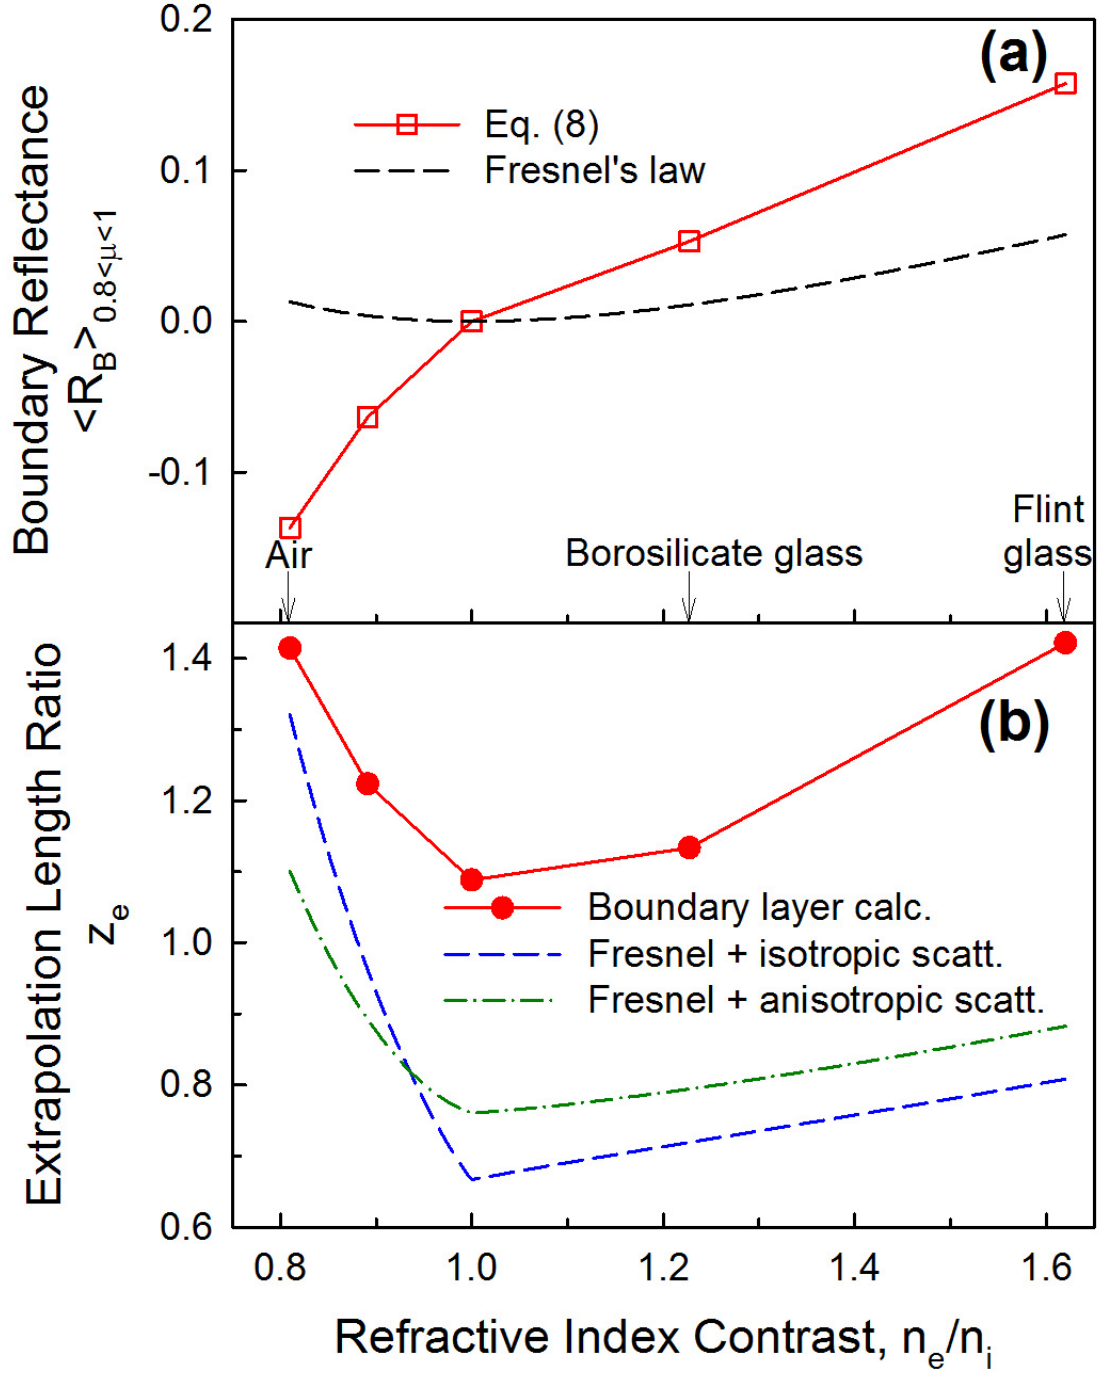 0.2
(a)
Eq. (8)
Fresnel's law
0.1
0.0
-0.1
Boundary Reflectance
<R_B>_0.8<μ<1
Air
Borosilicate glass
Flint
glass
1.4
(b)
1.2
1.0
0.8
0.6
Boundary layer calc.
Fresnel + isotropic scatt.
Fresnel + anisotropic scatt.
Extrapolation Length Ratio
z_e
0.8 1.0 1.2 1.4 1.6
Refractive Index Contrast, n_e/n_i